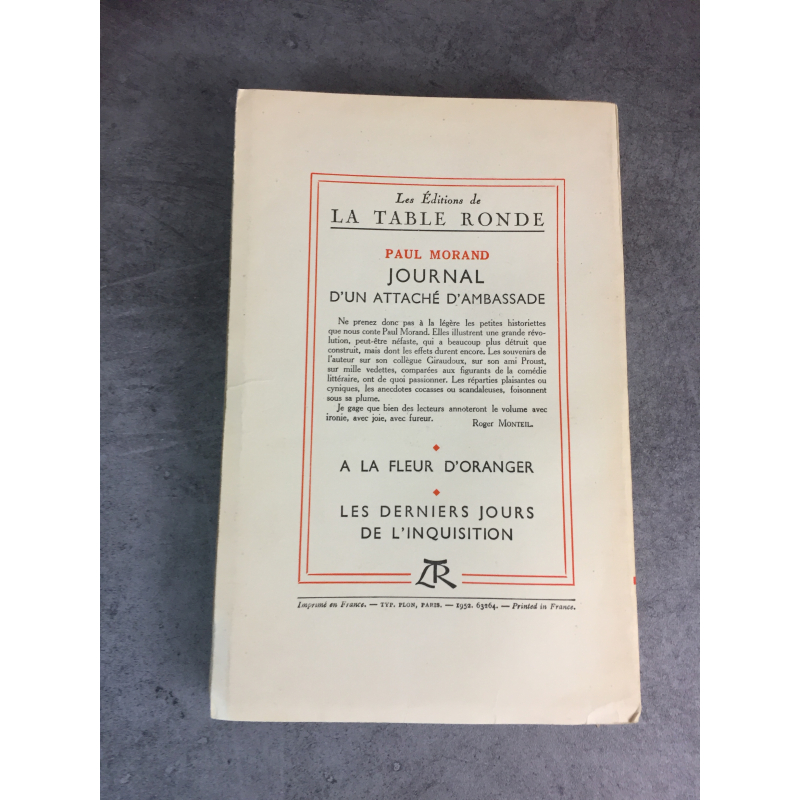 Les Éditions de
LA TABLE RONDE
PAUL MORAND
JOURNAL
D'UN ATTACHÉ D'AMBASSADE
Ne prenez donc pas à la légère les petites historiettes
que nous conte Paul Morand. Elles illustrent une grande révo-
lution, peut-être néfaste, qui a beaucoup plus détruit que
construit, mais dont les effets durent encore. Les souvenirs de
l'auteur sur son collègue Giraudoux, sur son ami Proust,
sur mille vedettes, comparées aux figurants de la comédie
littéraire, ont de quoi passionner. Les réparties plaisantes ou
cyniques, les anecdotes cocasses ou scandaleuses, foisonnent
sous sa plume.
Je gage que bien des lecteurs annoteront le volume avec
ironie, avec joie, avec fureur.
Roger MONTEIL.
A LA FLEUR D'ORANGER
LES DERNIERS JOURS
DE L'INQUISITION
LTR
Imprimé en France. — TYP. PLON, PARIS. — 1952. 63264. — Printed in France.